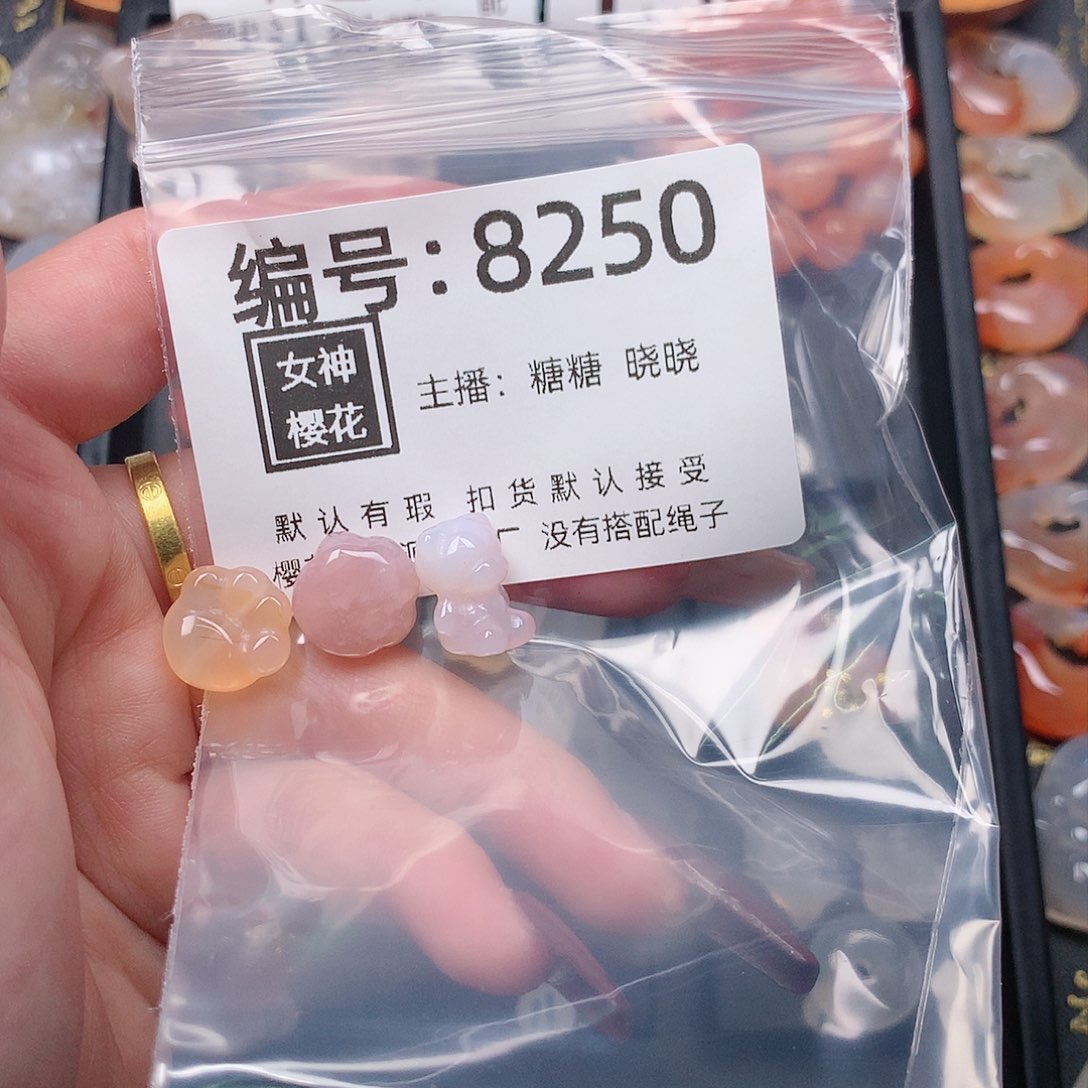 编号:8250
女神
樱花
主播：糖糖 晓晓
默认有瑕 扣货默认接受
樱 没有搭配绳子